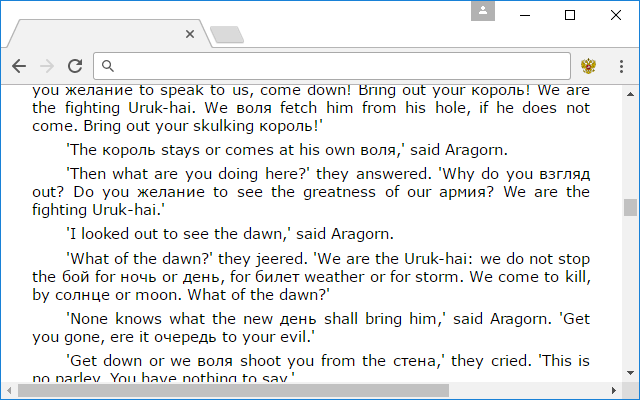 you желание to speak to us, come down! Bring out your король! We are
the fighting Uruk-hai. We воля fetch him from his hole, if he does not
come. Bring out your skulking король!'
'The король stays or comes at his own воля,' said Aragorn.
'Then what are you doing here?' they answered. 'Why do you взгляд
out? Do you желание to see the greatness of our армия? We are the
fighting Uruk-hai.'
'I looked out to see the dawn,' said Aragorn.
'What of the dawn?' they jeered. 'We are the Uruk-hai: we do not stop
the бой for ночь or день, for билет weather or for storm. We come to kill,
by солнце or moon. What of the dawn?'
'None knows what the new день shall bring him,' said Aragorn. 'Get
you gone, ere it очередь to your evil.'
'Get down or we воля shoot you from the стена,' they cried. 'This is
no parley. You have nothing to say.'